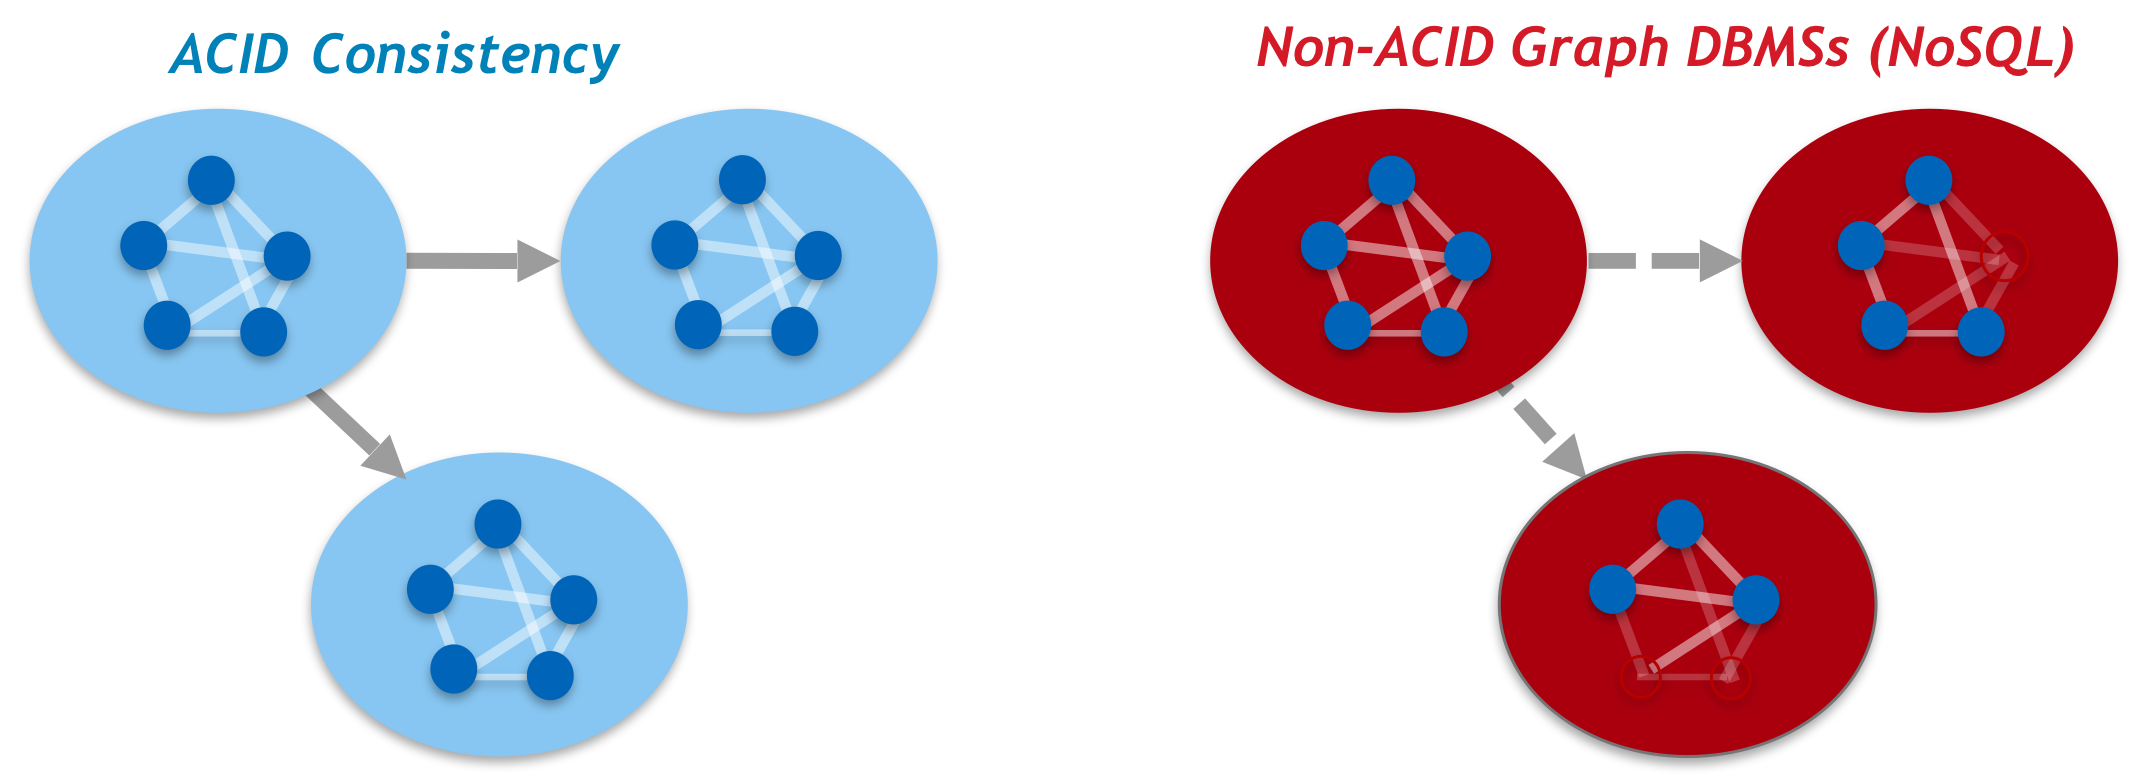 ACID Consistency
Non-ACID Graph DBMSs (NoSQL)